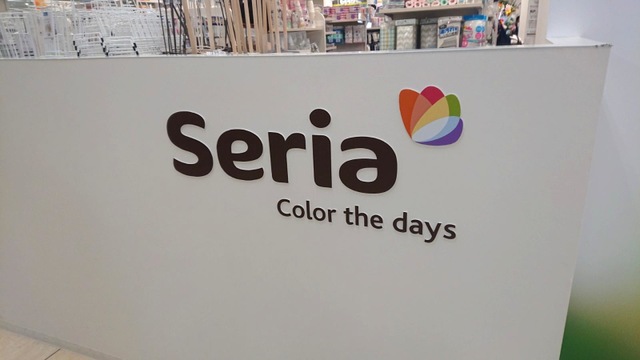 Seria
Color the days